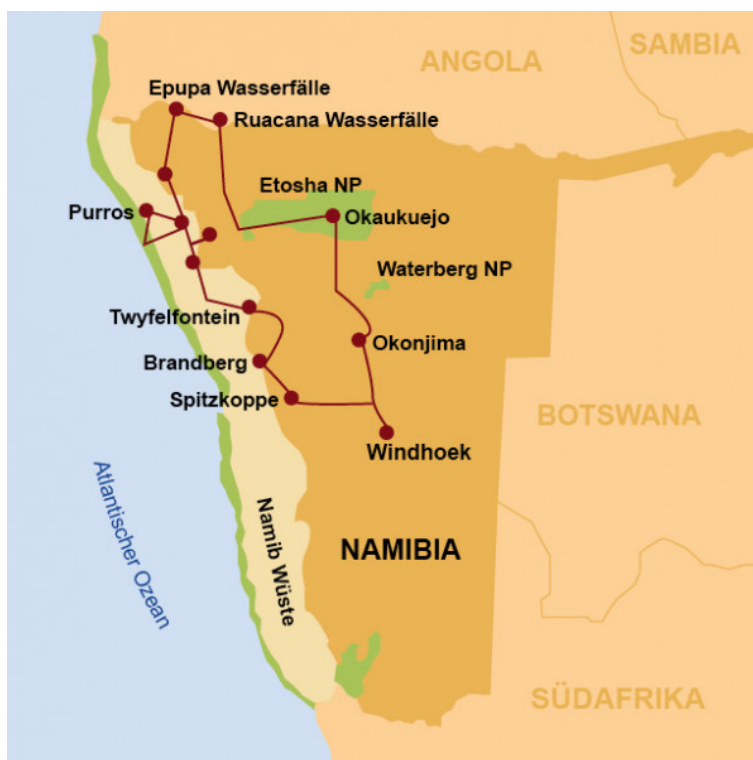 SAMBIA
ANGOLA
Epupa Wasserfälle
Ruacana Wasserfälle
Etosha NP
Purros
Okaukuejo
Waterberg NP
Twyfelfontein
Okonjima
Brandberg
Spitzkoppe
BOTSWANA
Windhoek
Atlantischer Ozean
Namib Wüste
NAMIBIA
SÜDAFRIKA